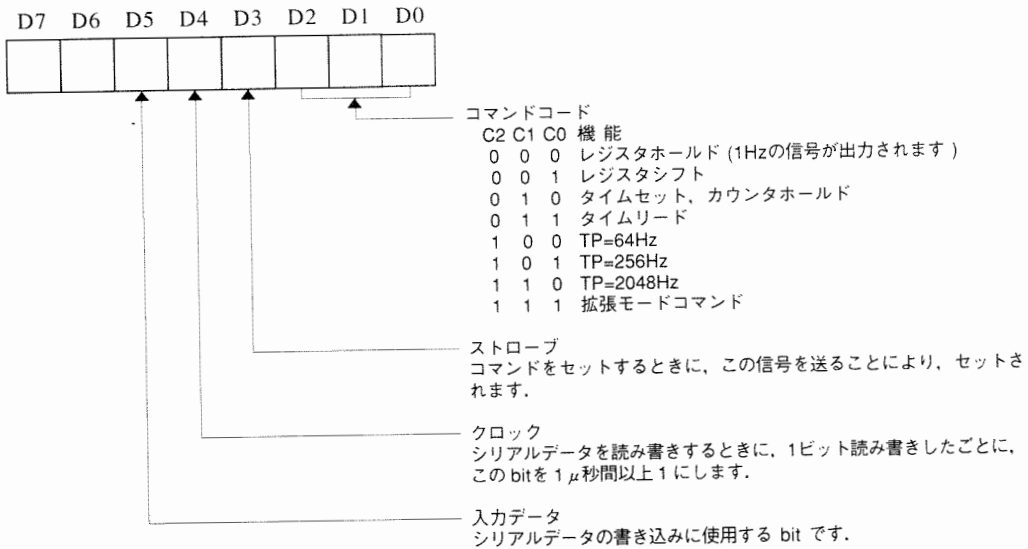 D7 D6 D5 D4 D3 D2 D1 D0
コマンドコード
C2 C1 C0 機 能
0 0 0 レジスタホールド (1Hzの信号が出力されます )
0 0 1 レジスタシフト
0 1 0 タイムセット，カウンタホールド
0 1 1 タイムリード
1 0 0 TP=64Hz
1 0 1 TP=256Hz
1 1 0 TP=2048Hz
1 1 1 拡張モードコマンド
ストローブ
コマンドをセットするときに，この信号を送ることにより，セットさ
れます．
クロック
シリアルデータを読み書きするときに，1ビット読み書きしたごとに，
この bitを 1 μ秒間以上 1 にします．
入力データ
シリアルデータの書き込みに使用する bit です．